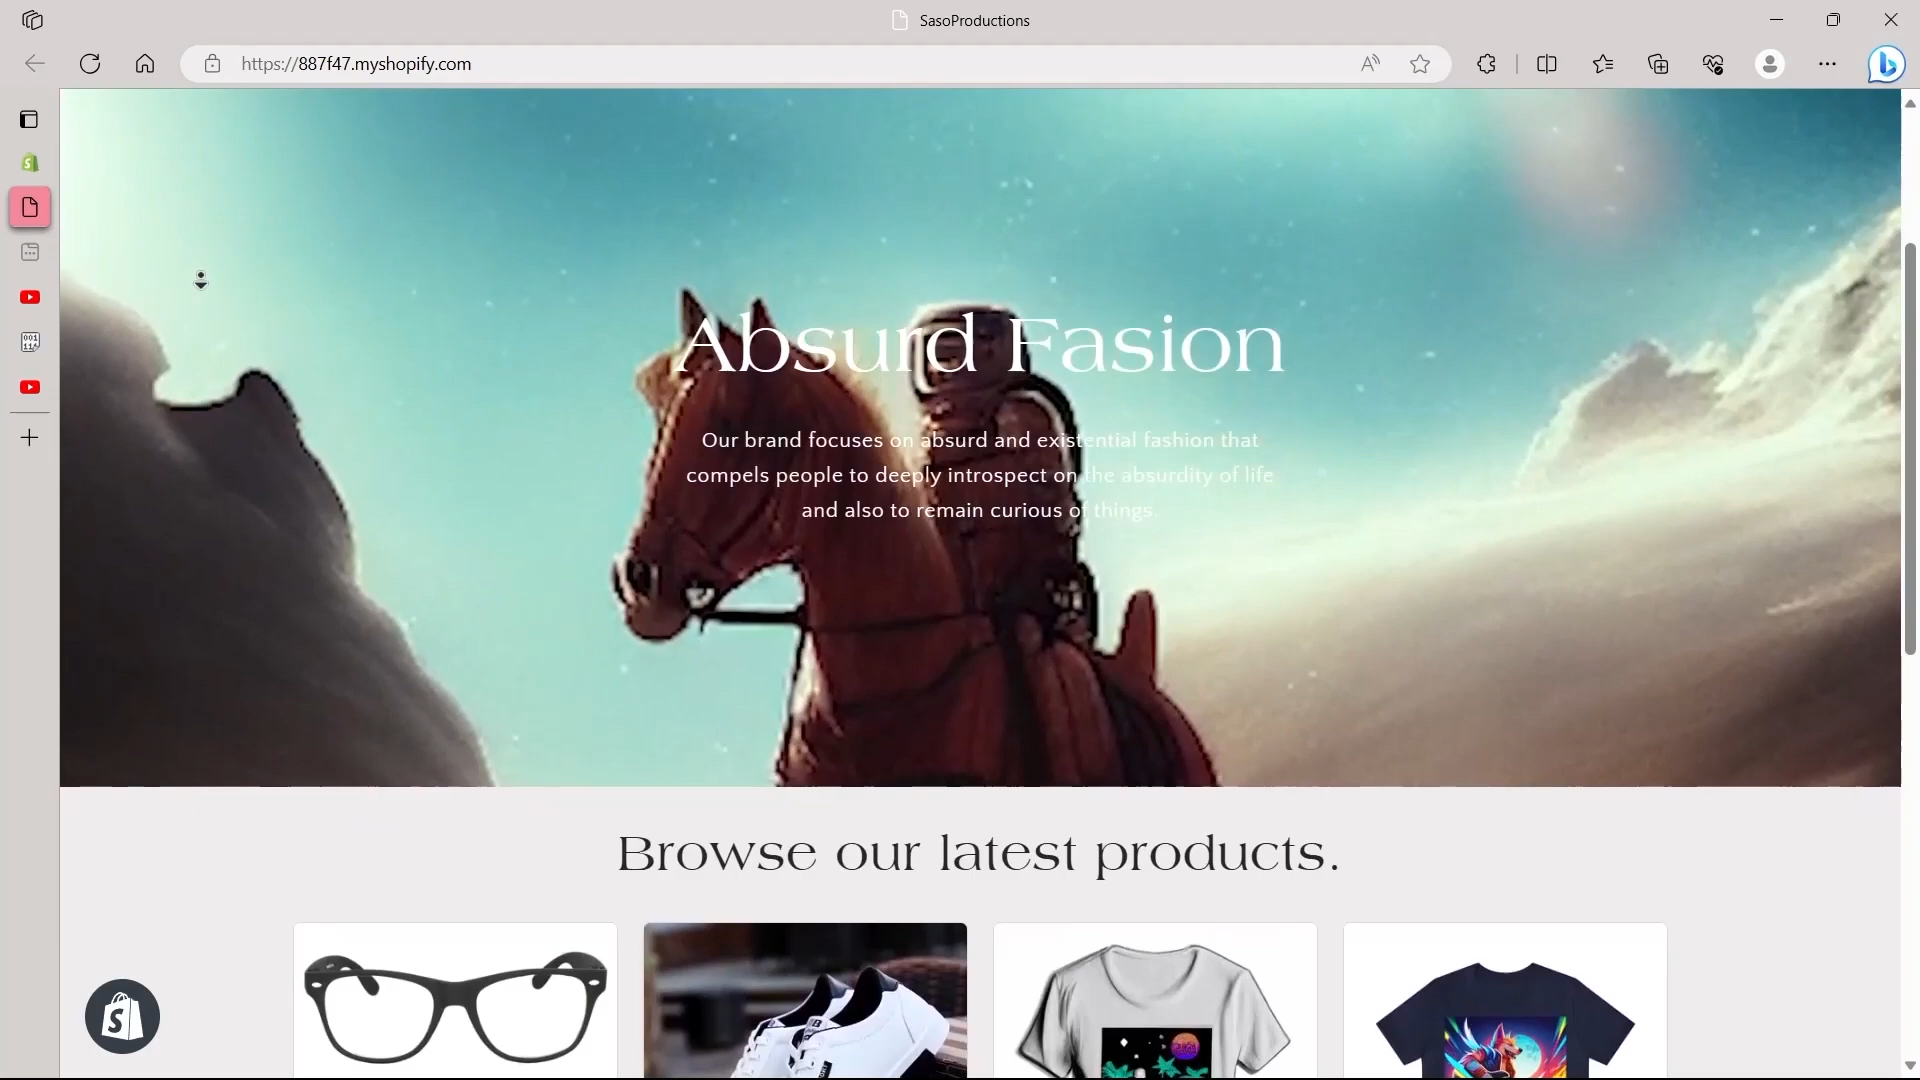 SasoProductions
https://887f47.myshopify.com
Absurd Fasion
Our brand focuses on absurd and existential fashion that
compels people to deeply introspect on the absurdity of life
and also to remain curious of things.
Browse our latest products.